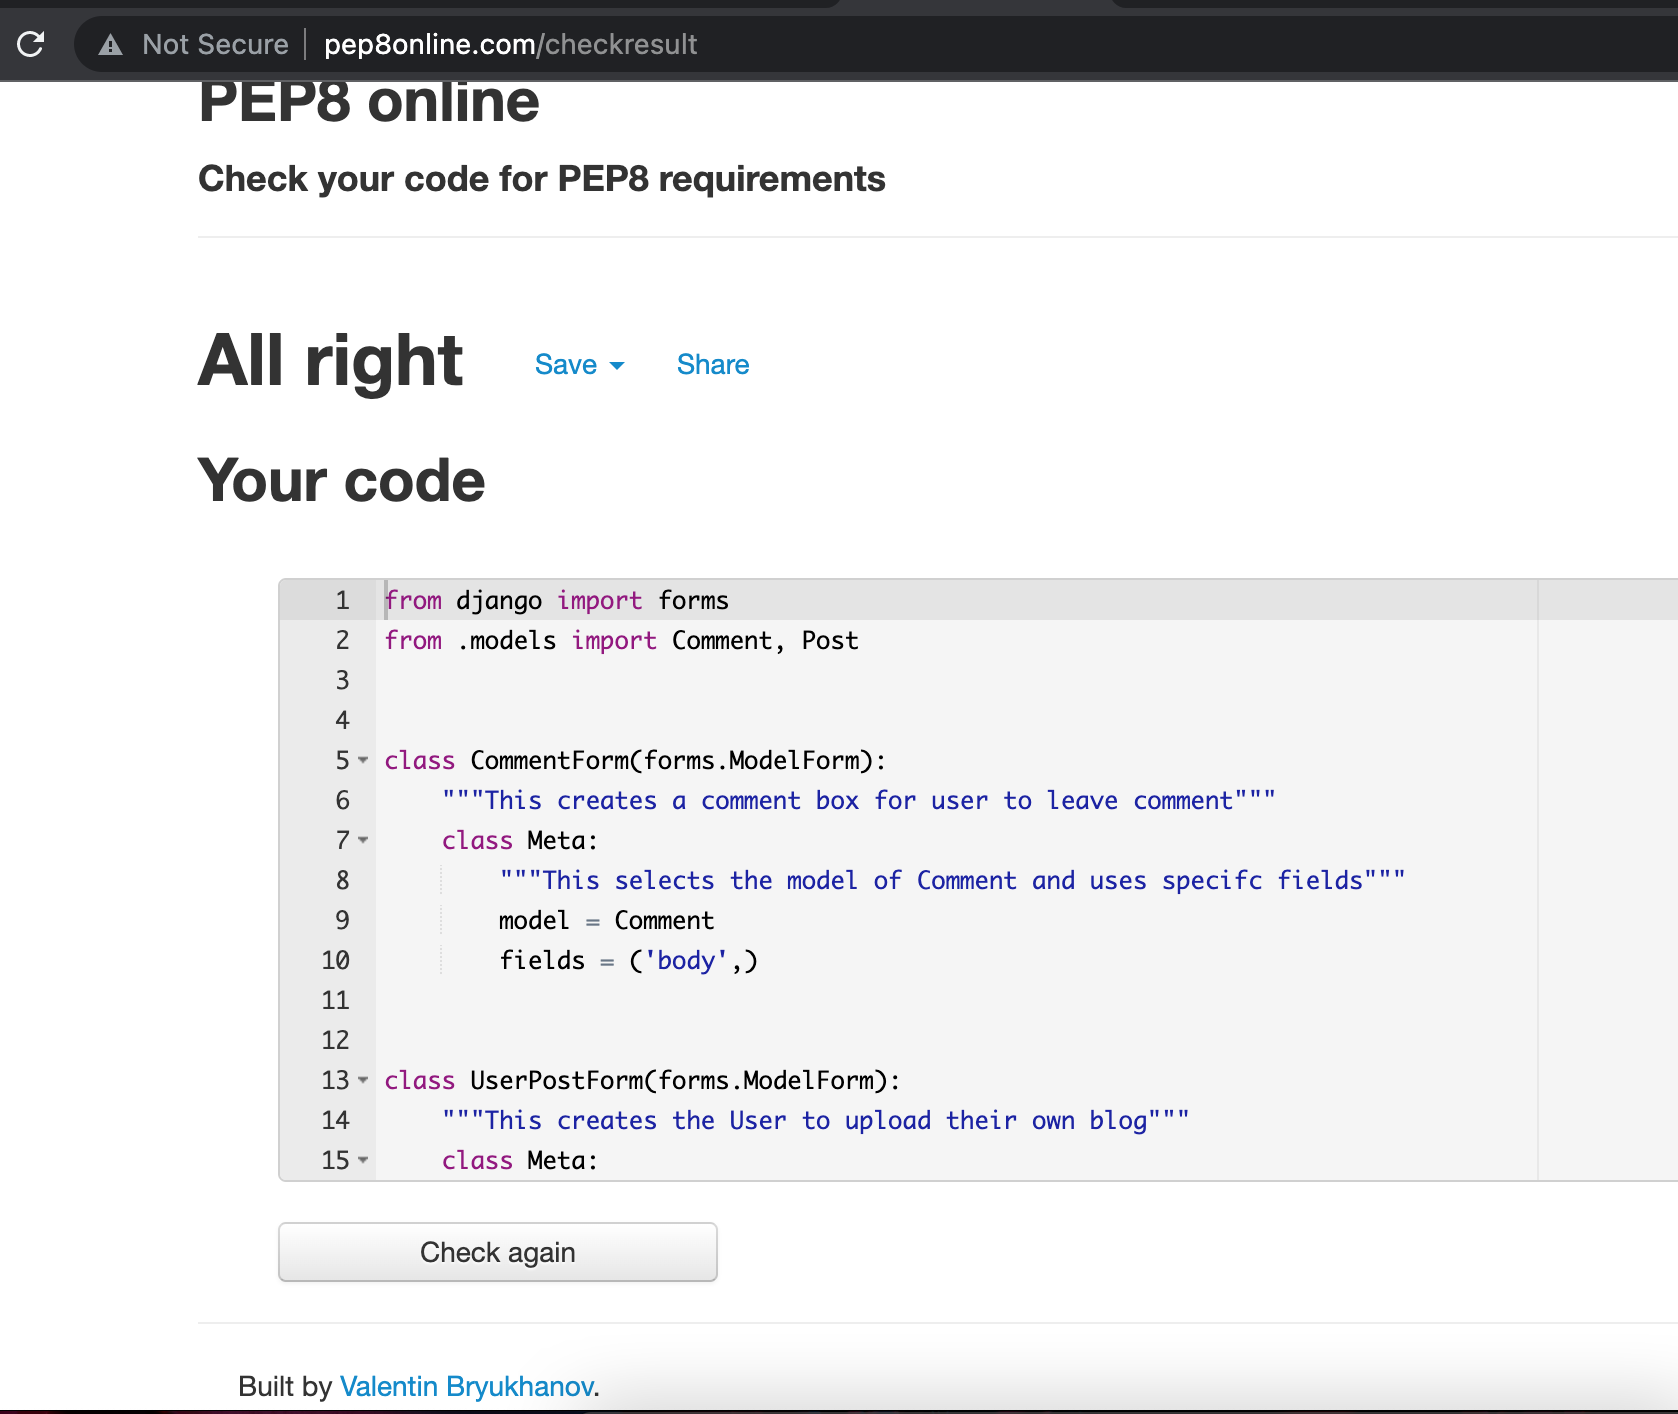 Not Secure | pep8online.com/checkresult
PEP8 online
Check your code for PEP8 requirements
All right Save Share
Your code
1 from django import forms
2 from .models import Comment, Post
3
4
5 class CommentForm(forms.ModelForm):
6     """This creates a comment box for user to leave comment"""
7     class Meta:
8         """This selects the model of Comment and uses specifc fields"""
9         model = Comment
10         fields = ('body',)
11
12
13 class UserPostForm(forms.ModelForm):
14     """This creates the User to upload their own blog"""
15     class Meta:
Check again
Built by Valentin Bryukhanov.